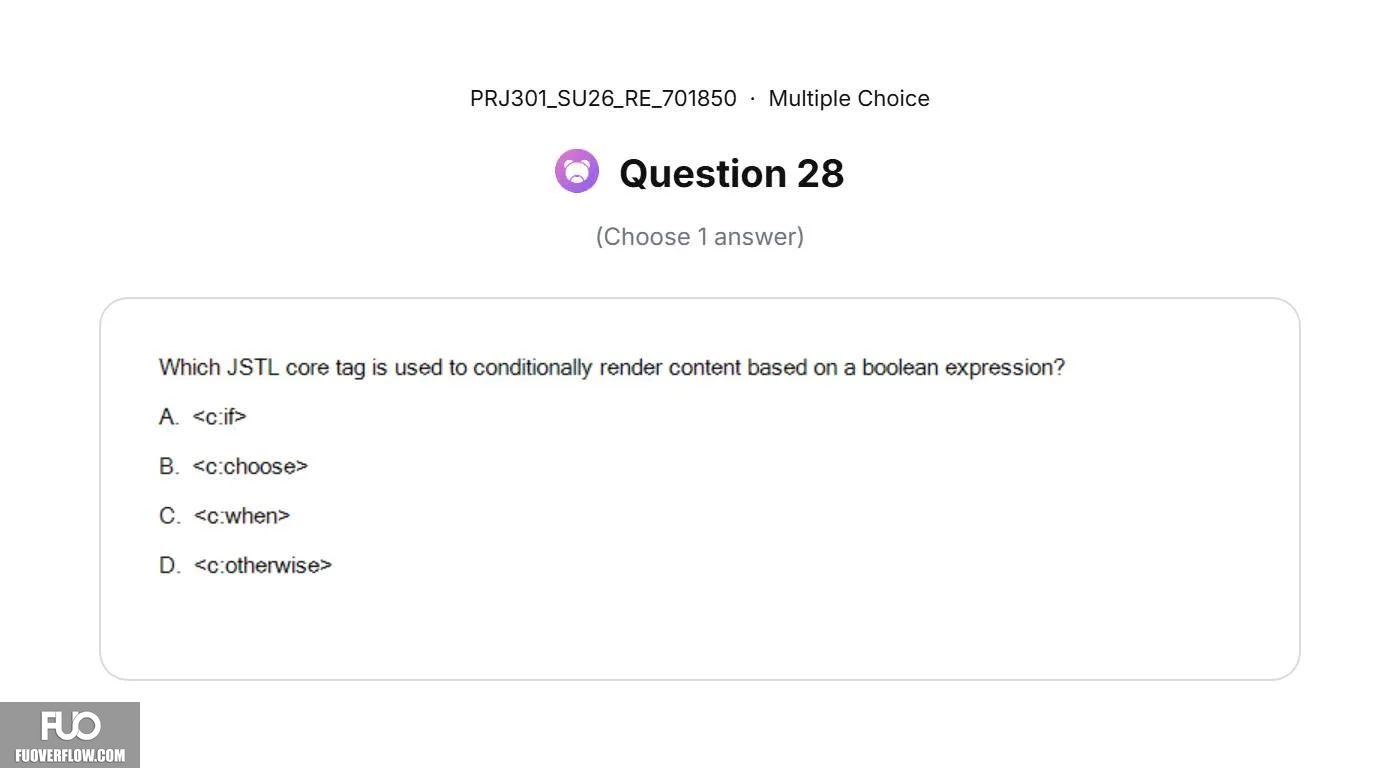 PRJ301_SU26_RE_701850 · Multiple Choice
Question 28
(Choose 1 answer)
Which JSTL core tag is used to conditionally render content based on a boolean expression?
A. <c:if>
B. <c:choose>
C. <c:when>
D. <c:otherwise>
FUO
FUOVERFLOW.COM